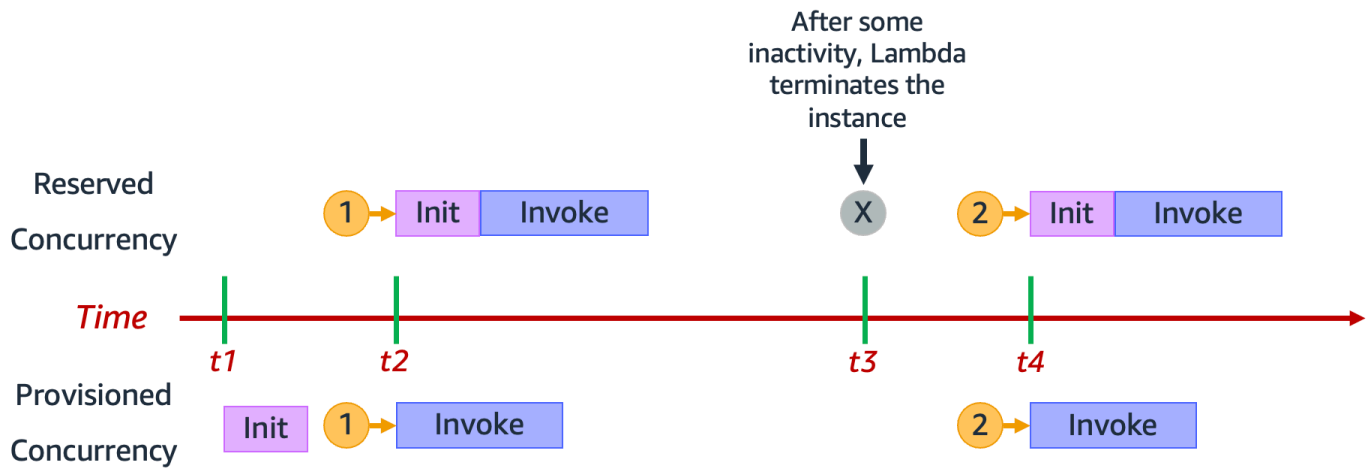 After some
inactivity, Lambda
terminates the
instance
Reserved
Concurrency
1
Init
Invoke
X
2
Init
Invoke
Time
t1
t2
t3
t4
Provisioned
Concurrency
Init
1
Invoke
2
Invoke